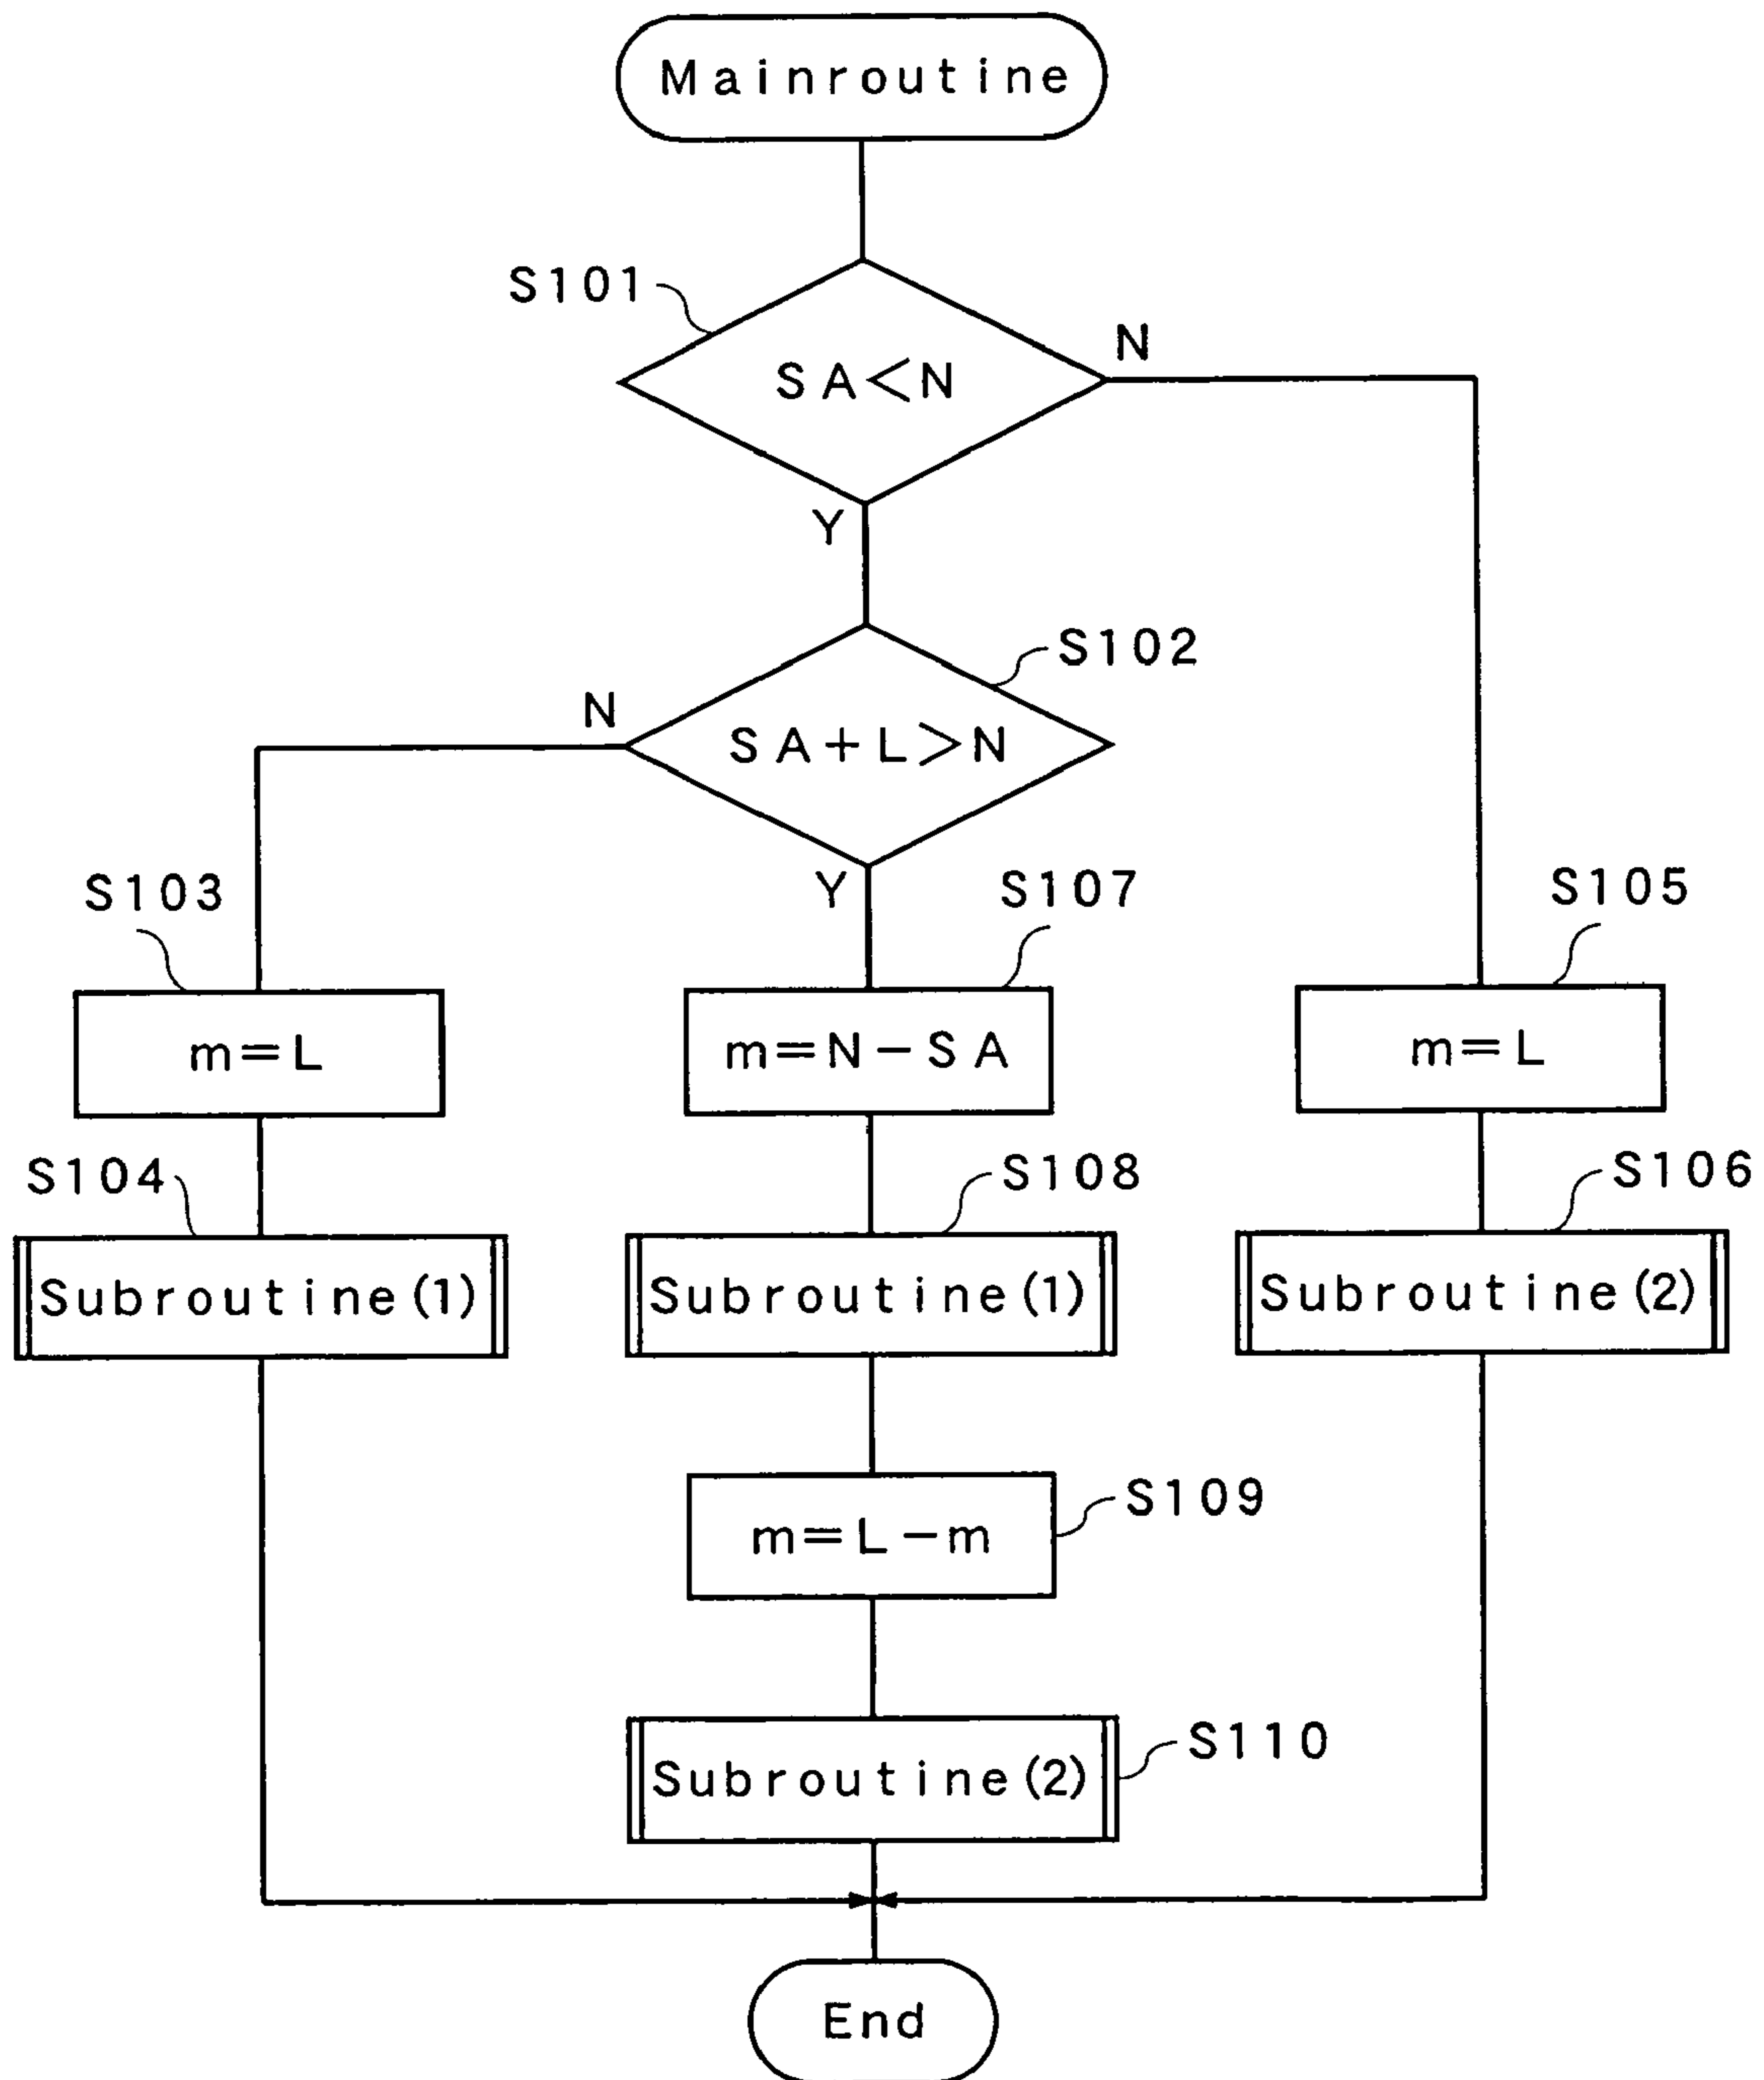 Mainroutine
S101
N
SA<N
Y
S102
N
SA+L>N
Y
S103
S107
S105
m=L
m=N-SA
m=L
S104
S108
S106
Subroutine(1)
Subroutine(1)
Subroutine(2)
S109
m=L-m
S110
Subroutine(2)
End